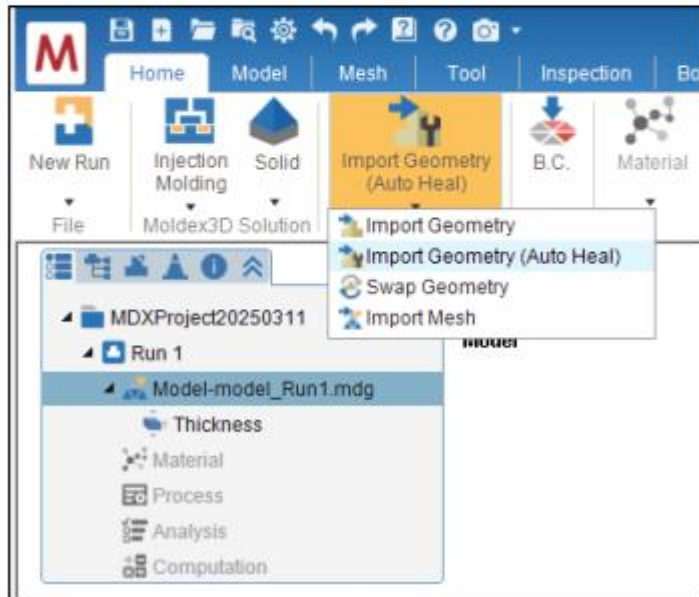 M
Home Model Mesh Tool Inspection Bo
New Run Injection Molding Solid Import Geometry (Auto Heal) B.C. Material
File Moldex3D Solution
Import Geometry
Import Geometry (Auto Heal)
Swap Geometry
Import Mesh
Model
MDXProject20250311
Run 1
Model-model_Run1.mdg
Thickness
Material
Process
Analysis
Computation